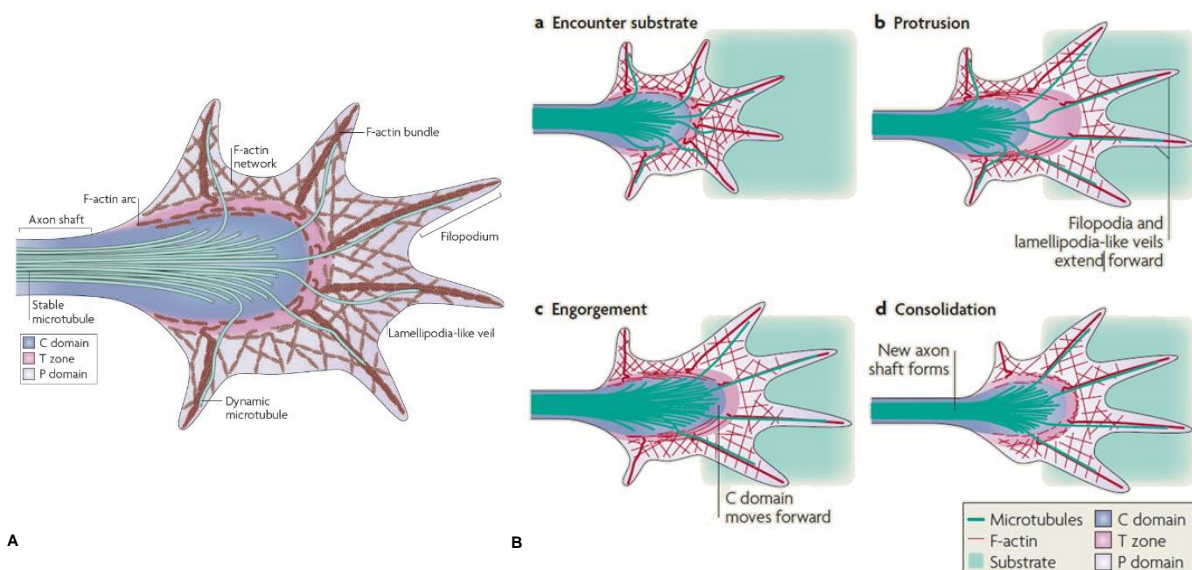 F-actin bundle
F-actin
network
F-actin arc
Axon shaft
Filopodium
Stable
microtubule
Lamellipodia-like veil
C domain
T zone
P domain
Dynamic
microtubule
A
a Encounter substrate
b Protrusion
Filopodia and
lamellipodia-like veils
extend forward
c Engorgement
C domain
moves forward
d Consolidation
New axon
shaft forms
Microtubules
F-actin
Substrate
C domain
T zone
P domain
B